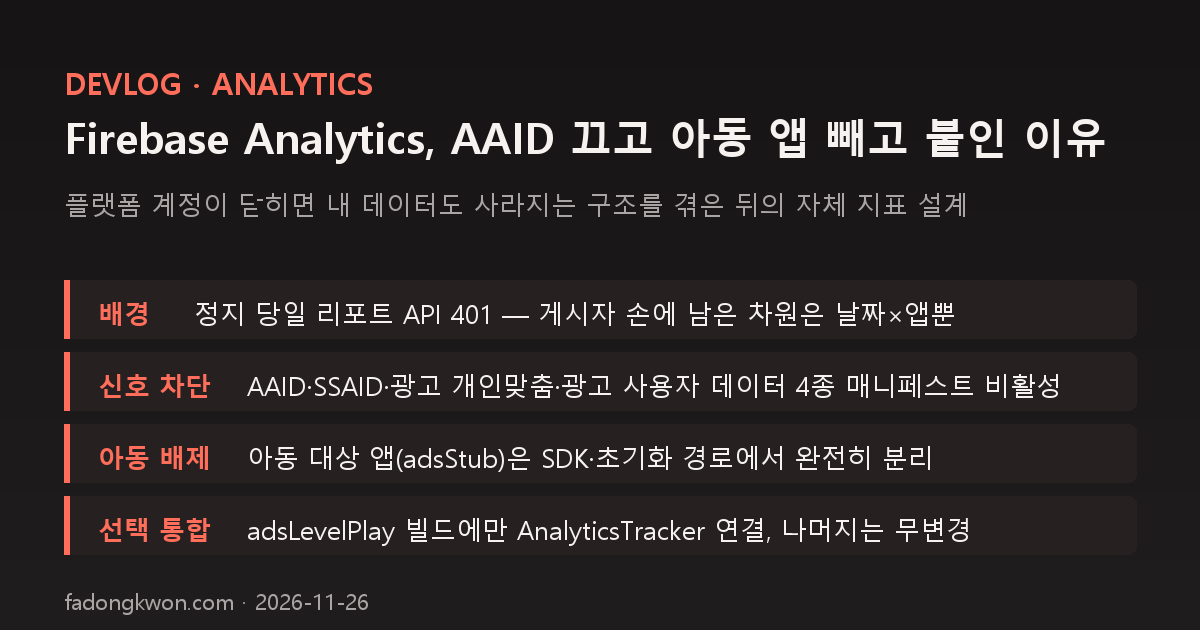 DEVLOG · ANALYTICS
Firebase Analytics, AAID 끄고 아동 앱 빼고 붙인 이유
플랫폼 계정이 닫히면 내 데이터도 사라지는 구조를 겪은 뒤의 자체 지표 설계
배경 정지 당일 리포트 API 401 — 게시자 손에 남은 차원은 날짜×앱뿐
신호 차단 AAID·SSAID·광고 개인맞춤·광고 사용자 데이터 4종 매니페스트 비활성
아동 배제 아동 대상 앱(adsStub)은 SDK·초기화 경로에서 완전히 분리
선택 통합 adsLevelPlay 빌드에만 AnalyticsTracker 연결, 나머지는 무변경
fadongkwon.com · 2026-11-26